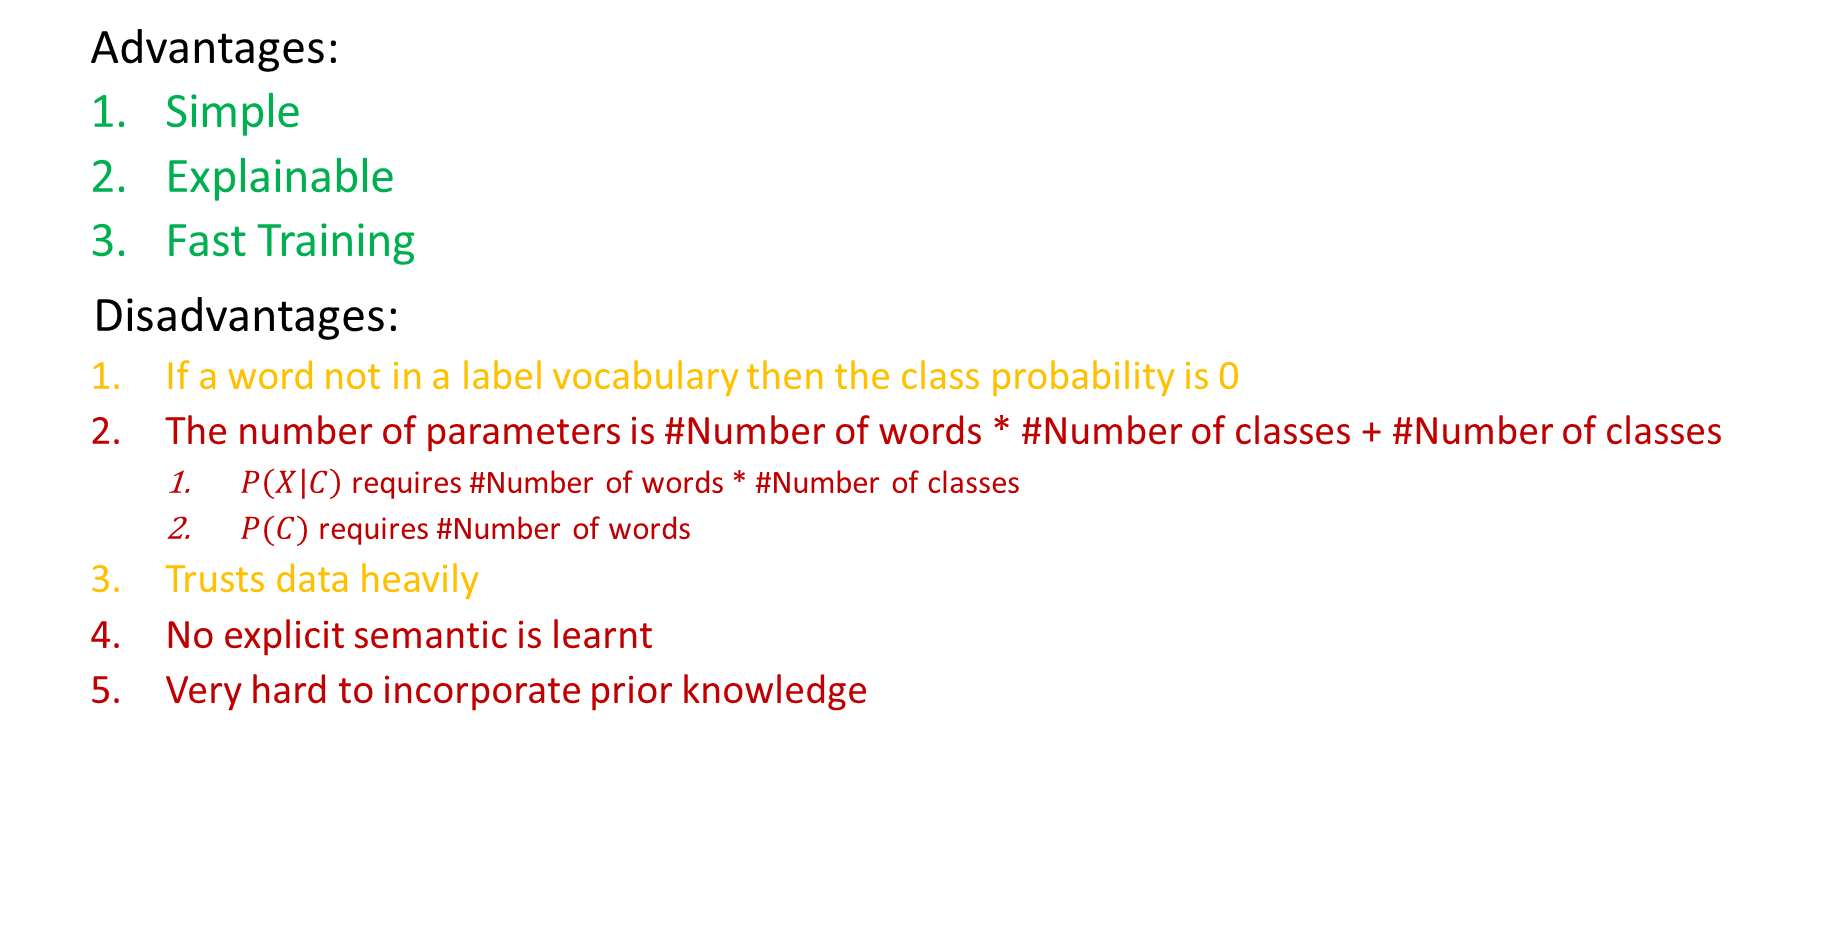 Advantages:
1. Simple
2. Explainable
3. Fast Training
Disadvantages:
1. If a word not in a label vocabulary then the class probability is 0
2. The number of parameters is #Number of words * #Number of classes + #Number of classes
1. P(X|C) requires #Number of words * #Number of classes
2. P(C) requires #Number of words
3. Trusts data heavily
4. No explicit semantic is learnt
5. Very hard to incorporate prior knowledge